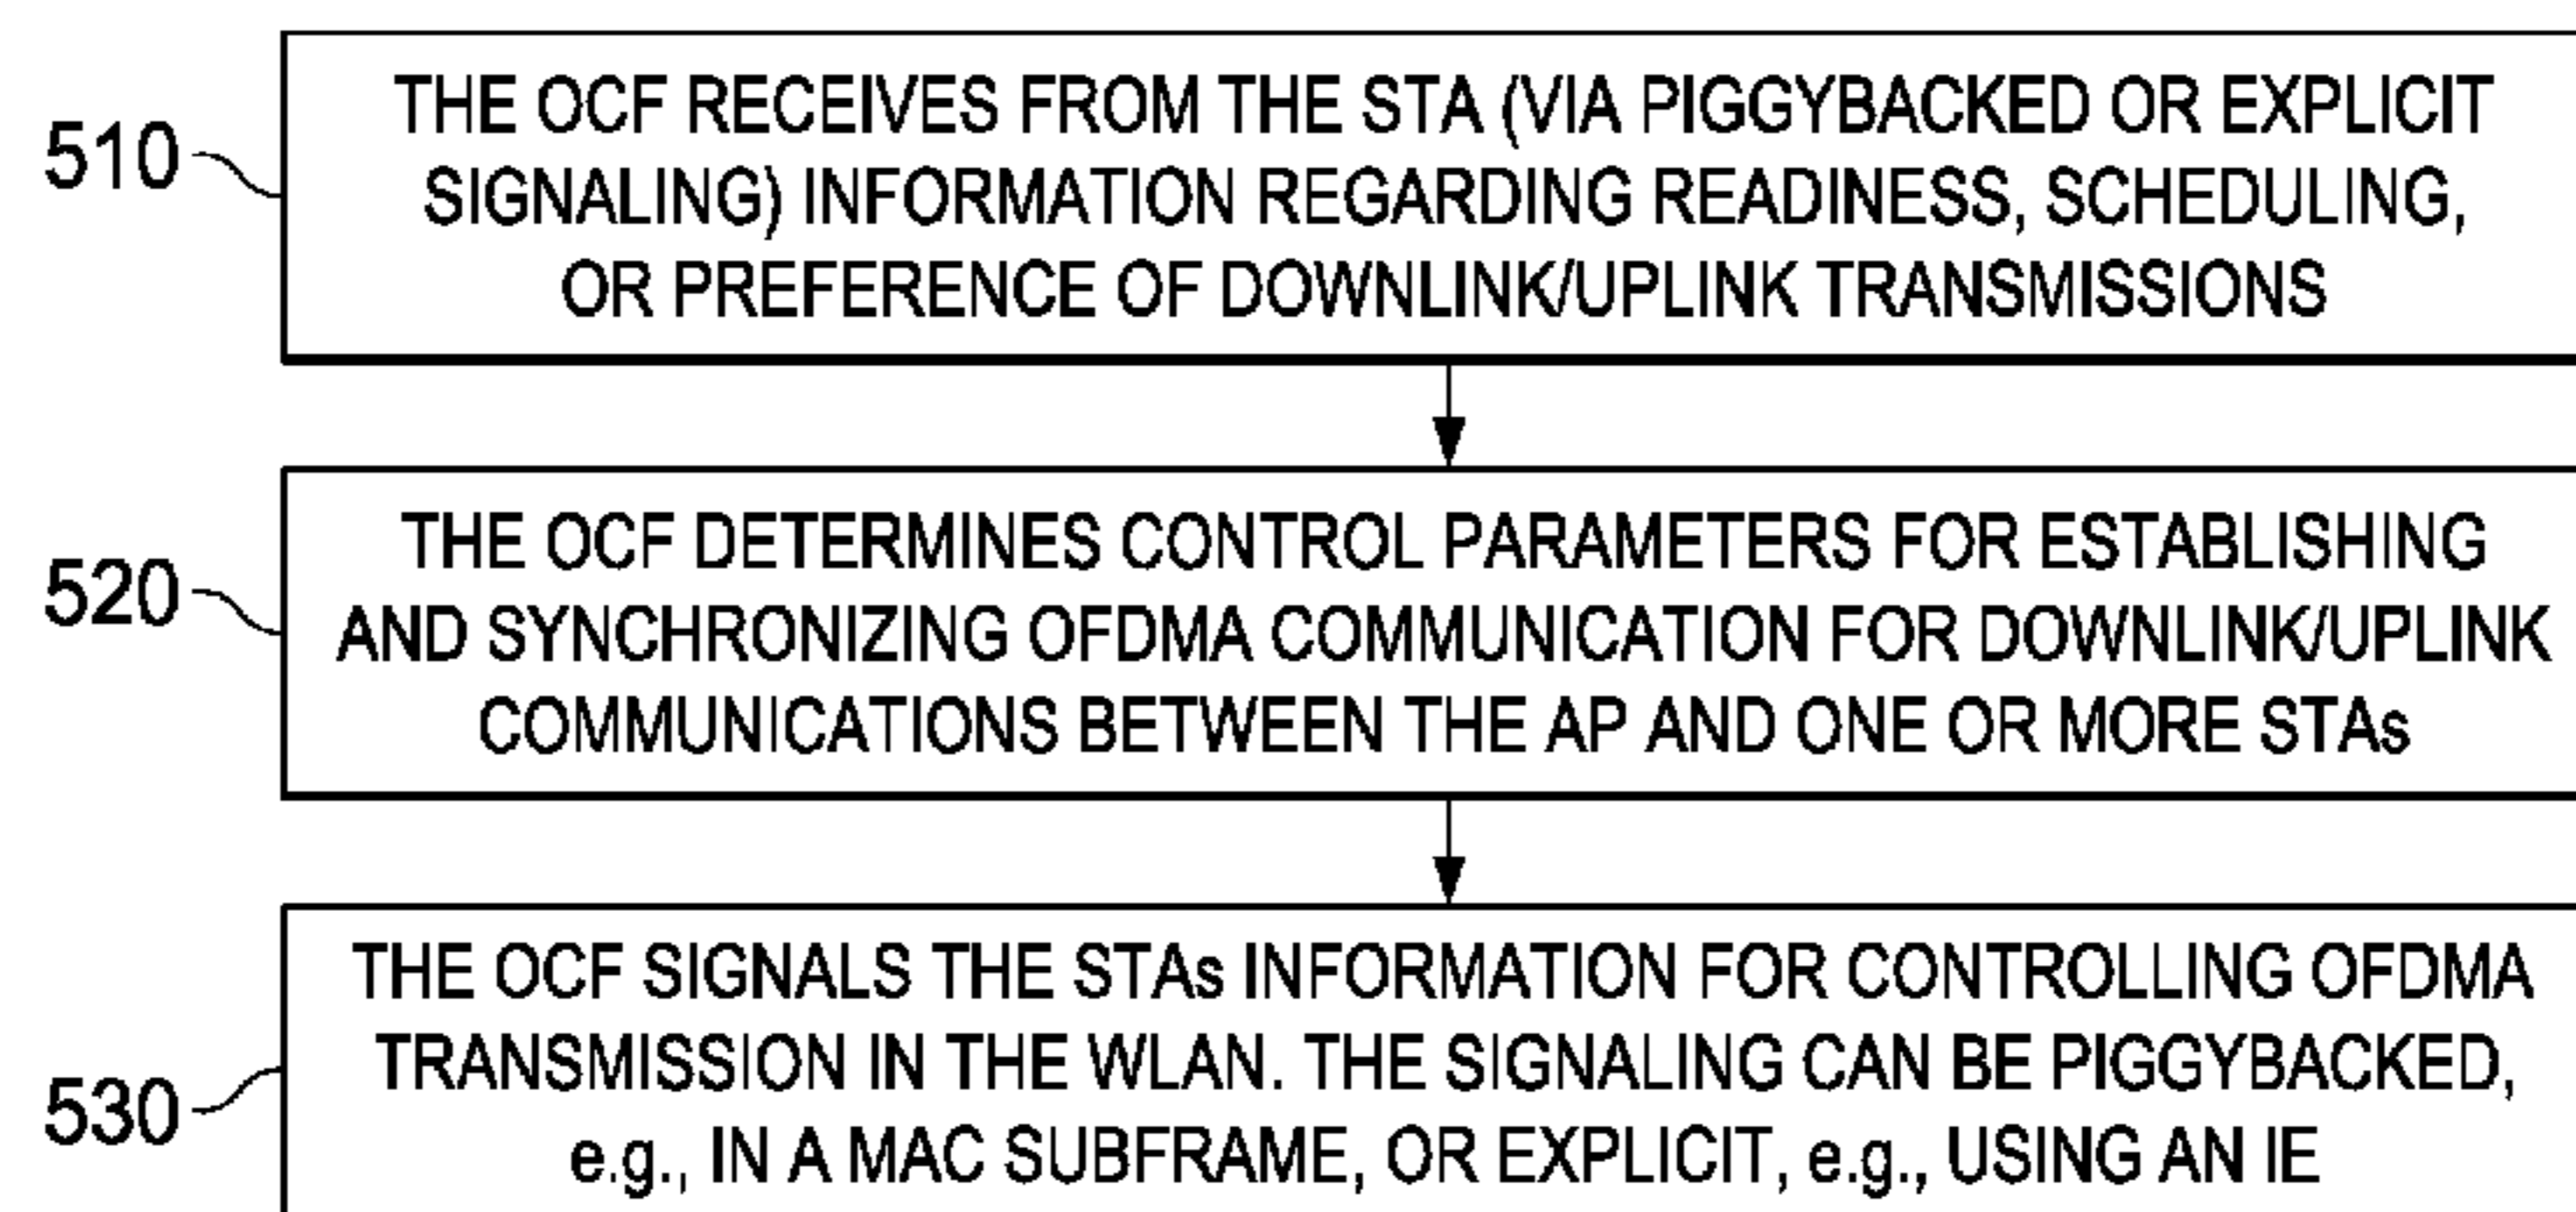 510
THE OCF RECEIVES FROM THE STA (VIA PIGGYBACKED OR EXPLICIT
SIGNALING) INFORMATION REGARDING READINESS, SCHEDULING,
OR PREFERENCE OF DOWNLINK/UPLINK TRANSMISSIONS
520
THE OCF DETERMINES CONTROL PARAMETERS FOR ESTABLISHING
AND SYNCHRONIZING OFDMA COMMUNICATION FOR DOWNLINK/UPLINK
COMMUNICATIONS BETWEEN THE AP AND ONE OR MORE STAs
530
THE OCF SIGNALS THE STAs INFORMATION FOR CONTROLLING OFDMA
TRANSMISSION IN THE WLAN. THE SIGNALING CAN BE PIGGYBACKED,
e.g., IN A MAC SUBFRAME, OR EXPLICIT, e.g., USING AN IE